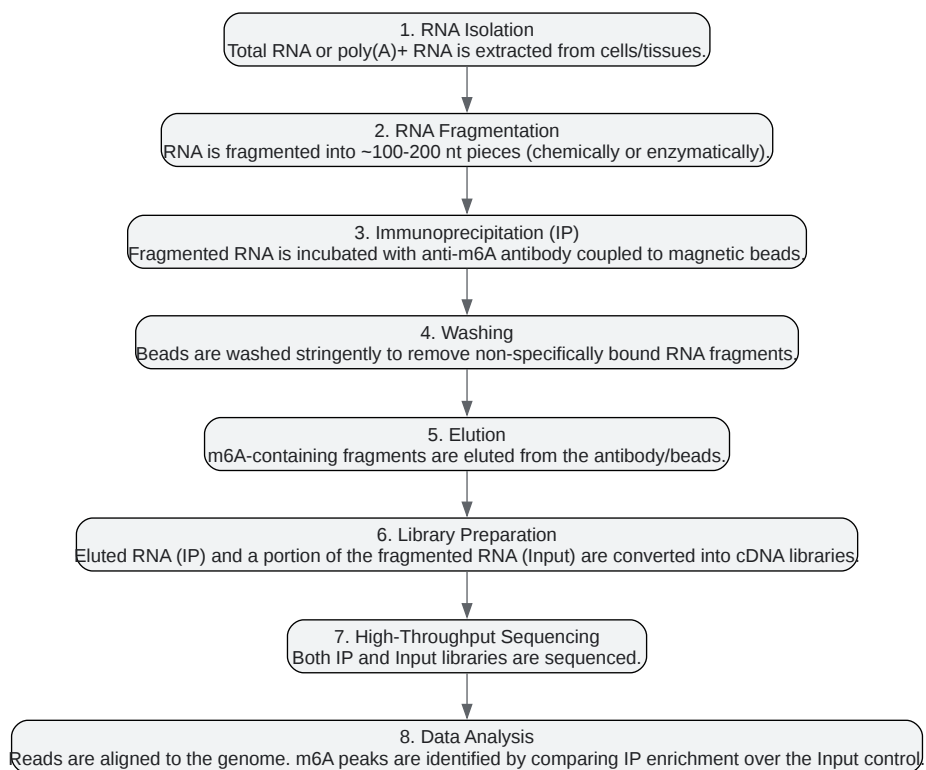 1. RNA Isolation
Total RNA or poly(A)+ RNA is extracted from cells/tissues.
2. RNA Fragmentation
RNA is fragmented into ~100-200 nt pieces (chemically or enzymatically).
3. Immunoprecipitation (IP)
Fragmented RNA is incubated with anti-m6A antibody coupled to magnetic beads.
4. Washing
Beads are washed stringently to remove non-specifically bound RNA fragments.
5. Elution
m6A-containing fragments are eluted from the antibody/beads.
6. Library Preparation
Eluted RNA (IP) and a portion of the fragmented RNA (Input) are converted into cDNA libraries.
7. High-Throughput Sequencing
Both IP and Input libraries are sequenced.
8. Data Analysis
Reads are aligned to the genome. m6A peaks are identified by comparing IP enrichment over the Input control.